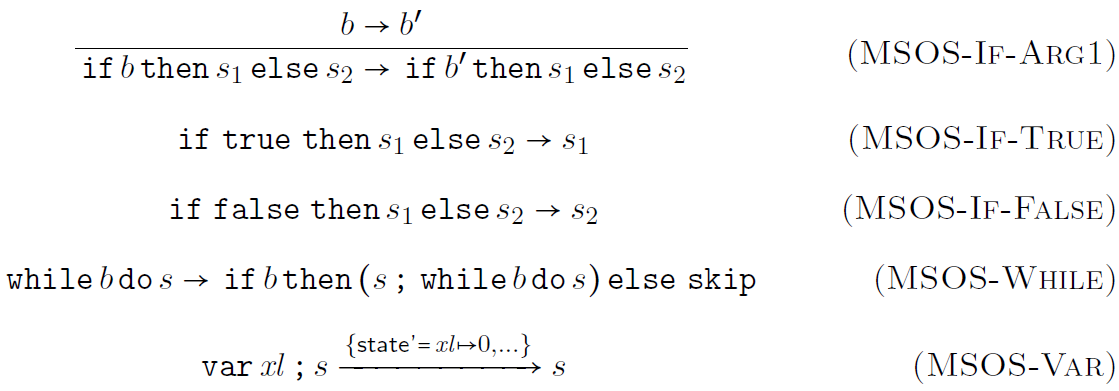 b → b′
if b then s₁ else s₂ → if b′ then s₁ else s₂ (MSOS-If-Arg1)
if true then s₁ else s₂ → s₁ (MSOS-If-True)
if false then s₁ else s₂ → s₂ (MSOS-If-False)
while b do s → if b then (s ; while b do s) else skip (MSOS-While)
{state'= xl↦0,...}
var xl ; s → s (MSOS-Var)